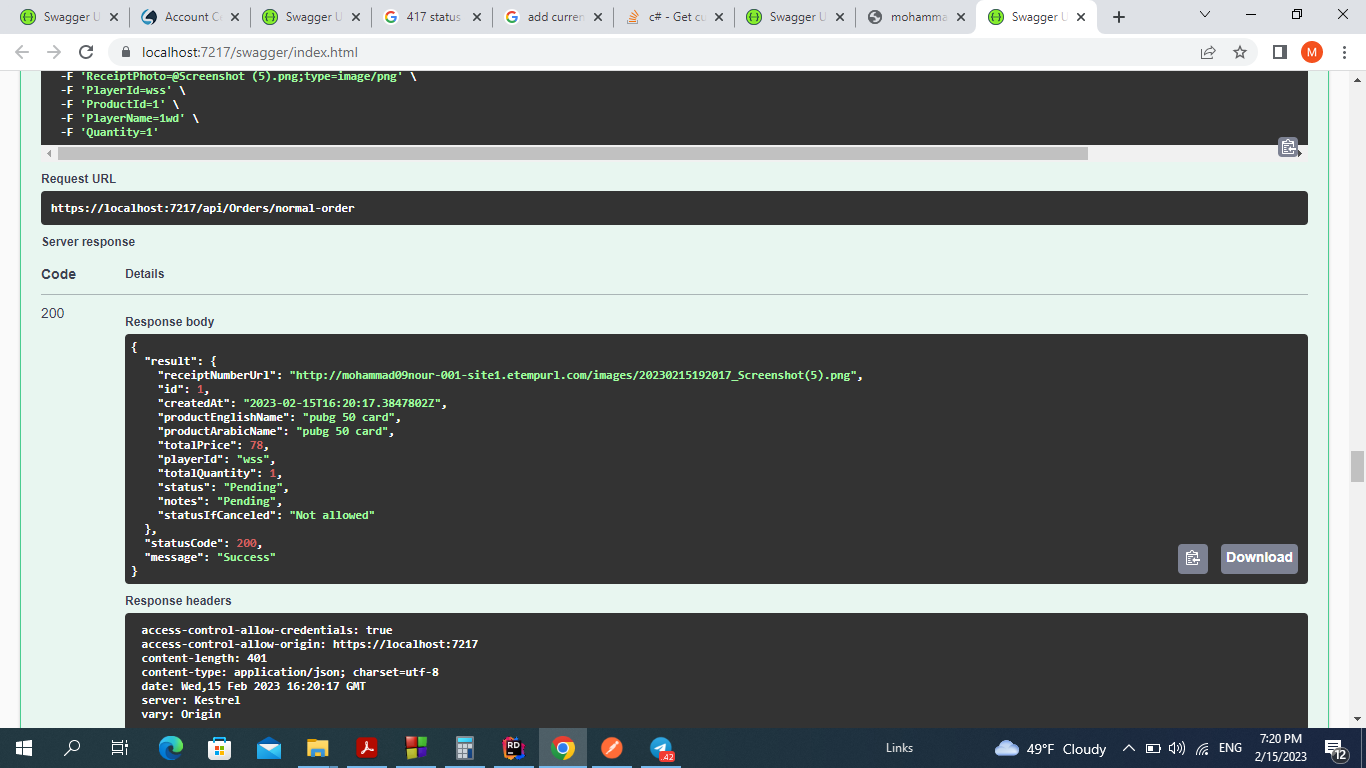 Swagger U
Account C
Swagger U
417 status
add curren
c# - Get cu
Swagger U
mohamma
Swagger U
localhost:7217/swagger/index.html
M
-F 'ReceiptPhoto=@Screenshot (5).png;type=image/png' \
-F 'PlayerId=wss' \
-F 'ProductId=1' \
-F 'PlayerName=1wd' \
-F 'Quantity=1'
Request URL
https://localhost:7217/api/Orders/normal-order
Server response
Code Details
200
Response body
{
"result": {
"receiptNumberUrl": "http://mohammad09nour-001-site1.etempurl.com/images/20230215192017_Screenshot(5).png",
"id": 1,
"createdAt": "2023-02-15T16:20:17.3847802Z",
"productEnglishName": "pubg 50 card",
"productArabicName": "pubg 50 card",
"totalPrice": 78,
"playerId": "wss",
"totalQuantity": 1,
"status": "Pending",
"notes": "Pending",
"statusIfCanceled": "Not allowed"
},
"statusCode": 200,
"message": "Success"
}
Download
Response headers
access-control-allow-credentials: true
access-control-allow-origin: https://localhost:7217
content-length: 401
content-type: application/json; charset=utf-8
date: Wed,15 Feb 2023 16:20:17 GMT
server: Kestrel
vary: Origin
RD
.42
Links
49°F Cloudy
ENG
7:20 PM
2/15/2023
12